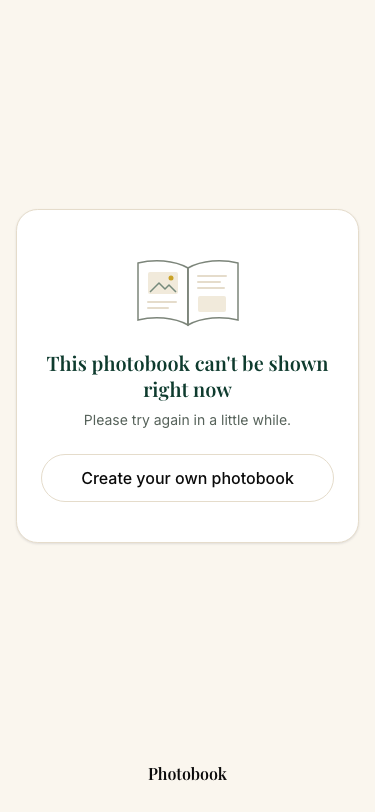 This photobook can't be shown
right now
Please try again in a little while.
Create your own photobook
Photobook